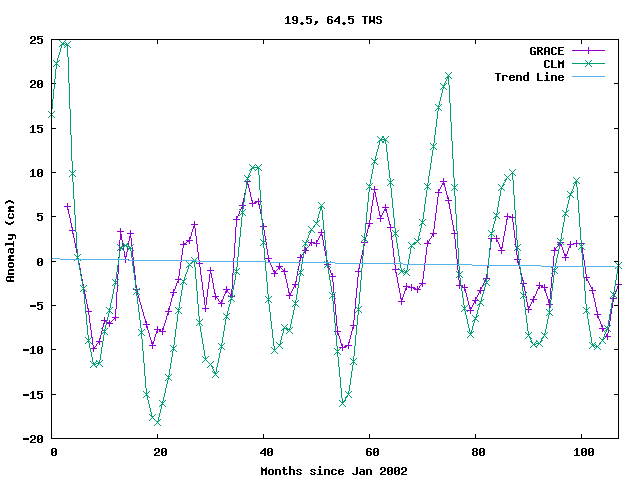 19.5, 64.5 TWS
GRACE
CLM
Trend Line
Anomaly (cm)
25
20
15
10
5
0
-5
-10
-15
-20
0 20 40 60 80 100
Months since Jan 2002